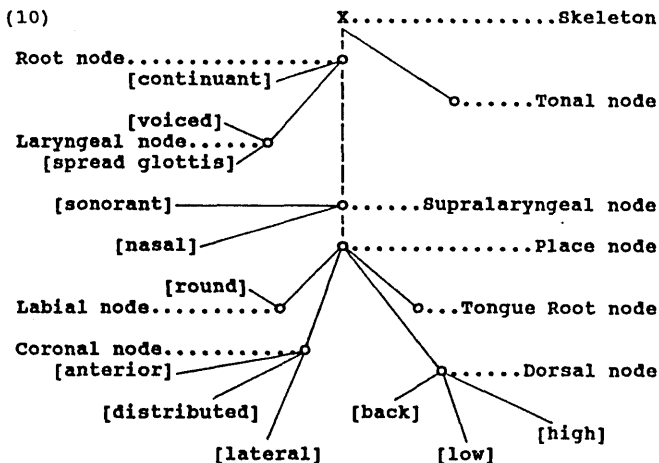 (10) X...................Skeleton
Root node...................
[continuant]
.......Tonal node
[voiced]
Laryngeal node.......
[spread glottis]
[sonorant] ......Supralaryngeal node
[nasal]
...............Place node
[round]
Labial node...........
...Tongue Root node
Coronal node............
[anterior]
......Dorsal node
[distributed] [back]
[high]
[lateral] [low]